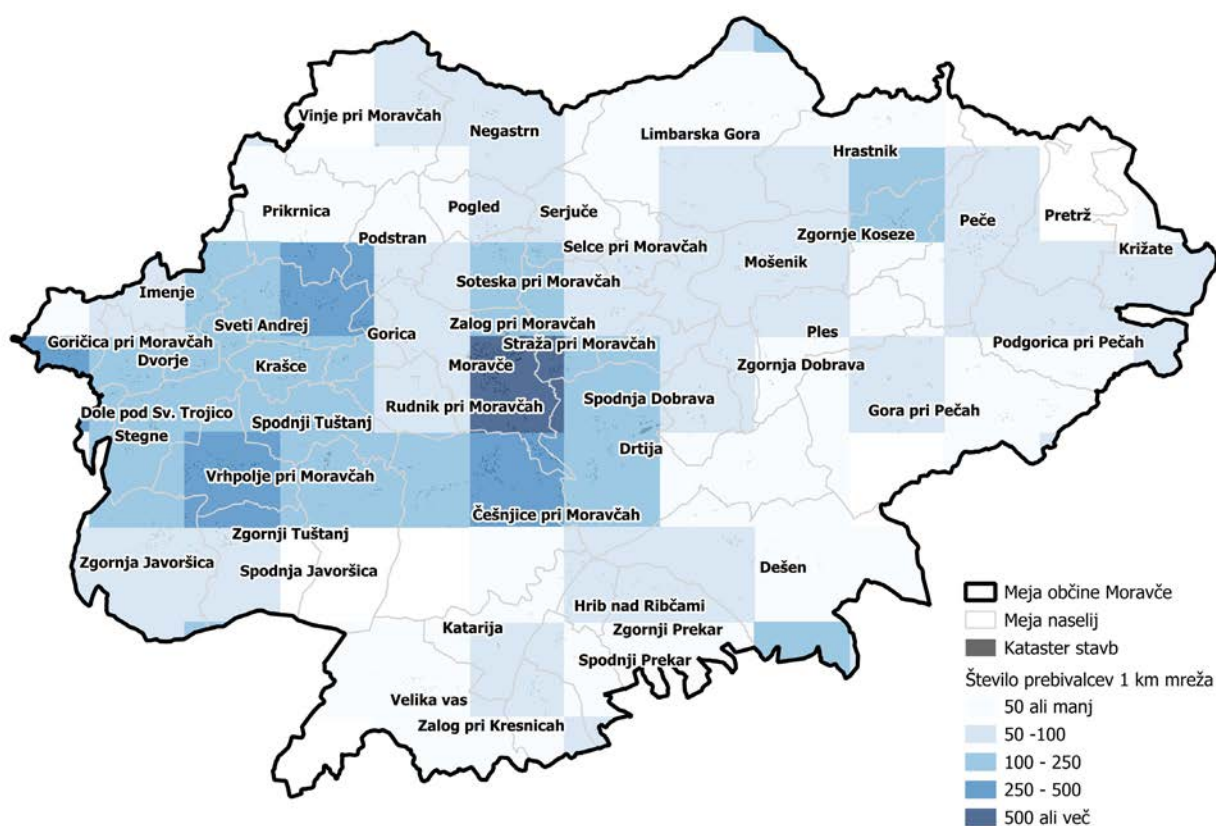 Vinje pri Moravčah
Negastrn
Limbarska Gora
Hrastnik
Prikrnica
Pogled
Serjuče
Peče
Pretrž
Podstran
Selce pri Moravčah
Zgornje Koseze
Križate
Mošenik
Imenje
Soteska pri Moravčah
Sveti Andrej
Gorica
Zalog pri Moravčah
Ples
Goričica pri Moravčah
Straža pri Moravčah
Podgorica pri Pečah
Dvorje
Krašce
Moravče
Zgornja Dobrava
Rudnik pri Moravčah
Spodnja Dobrava
Gora pri Pečah
Dole pod Sv. Trojico
Spodnji Tuštanj
Stegne
Drtija
Vrhpolje pri Moravčah
Češnjice pri Moravčah
Zgornji Tuštanj
Zgornja Javoršica
Spodnja Javoršica
Dešen
Hrib nad Ribčami
Katarija
Zgornji Prekar
Spodnji Prekar
Velika vas
Zalog pri Kresnicah
Meja občine Moravče
Meja naselij
Kataster stavb
Število prebivalcev 1 km mreža
50 ali manj
50 -100
100 - 250
250 - 500
500 ali več